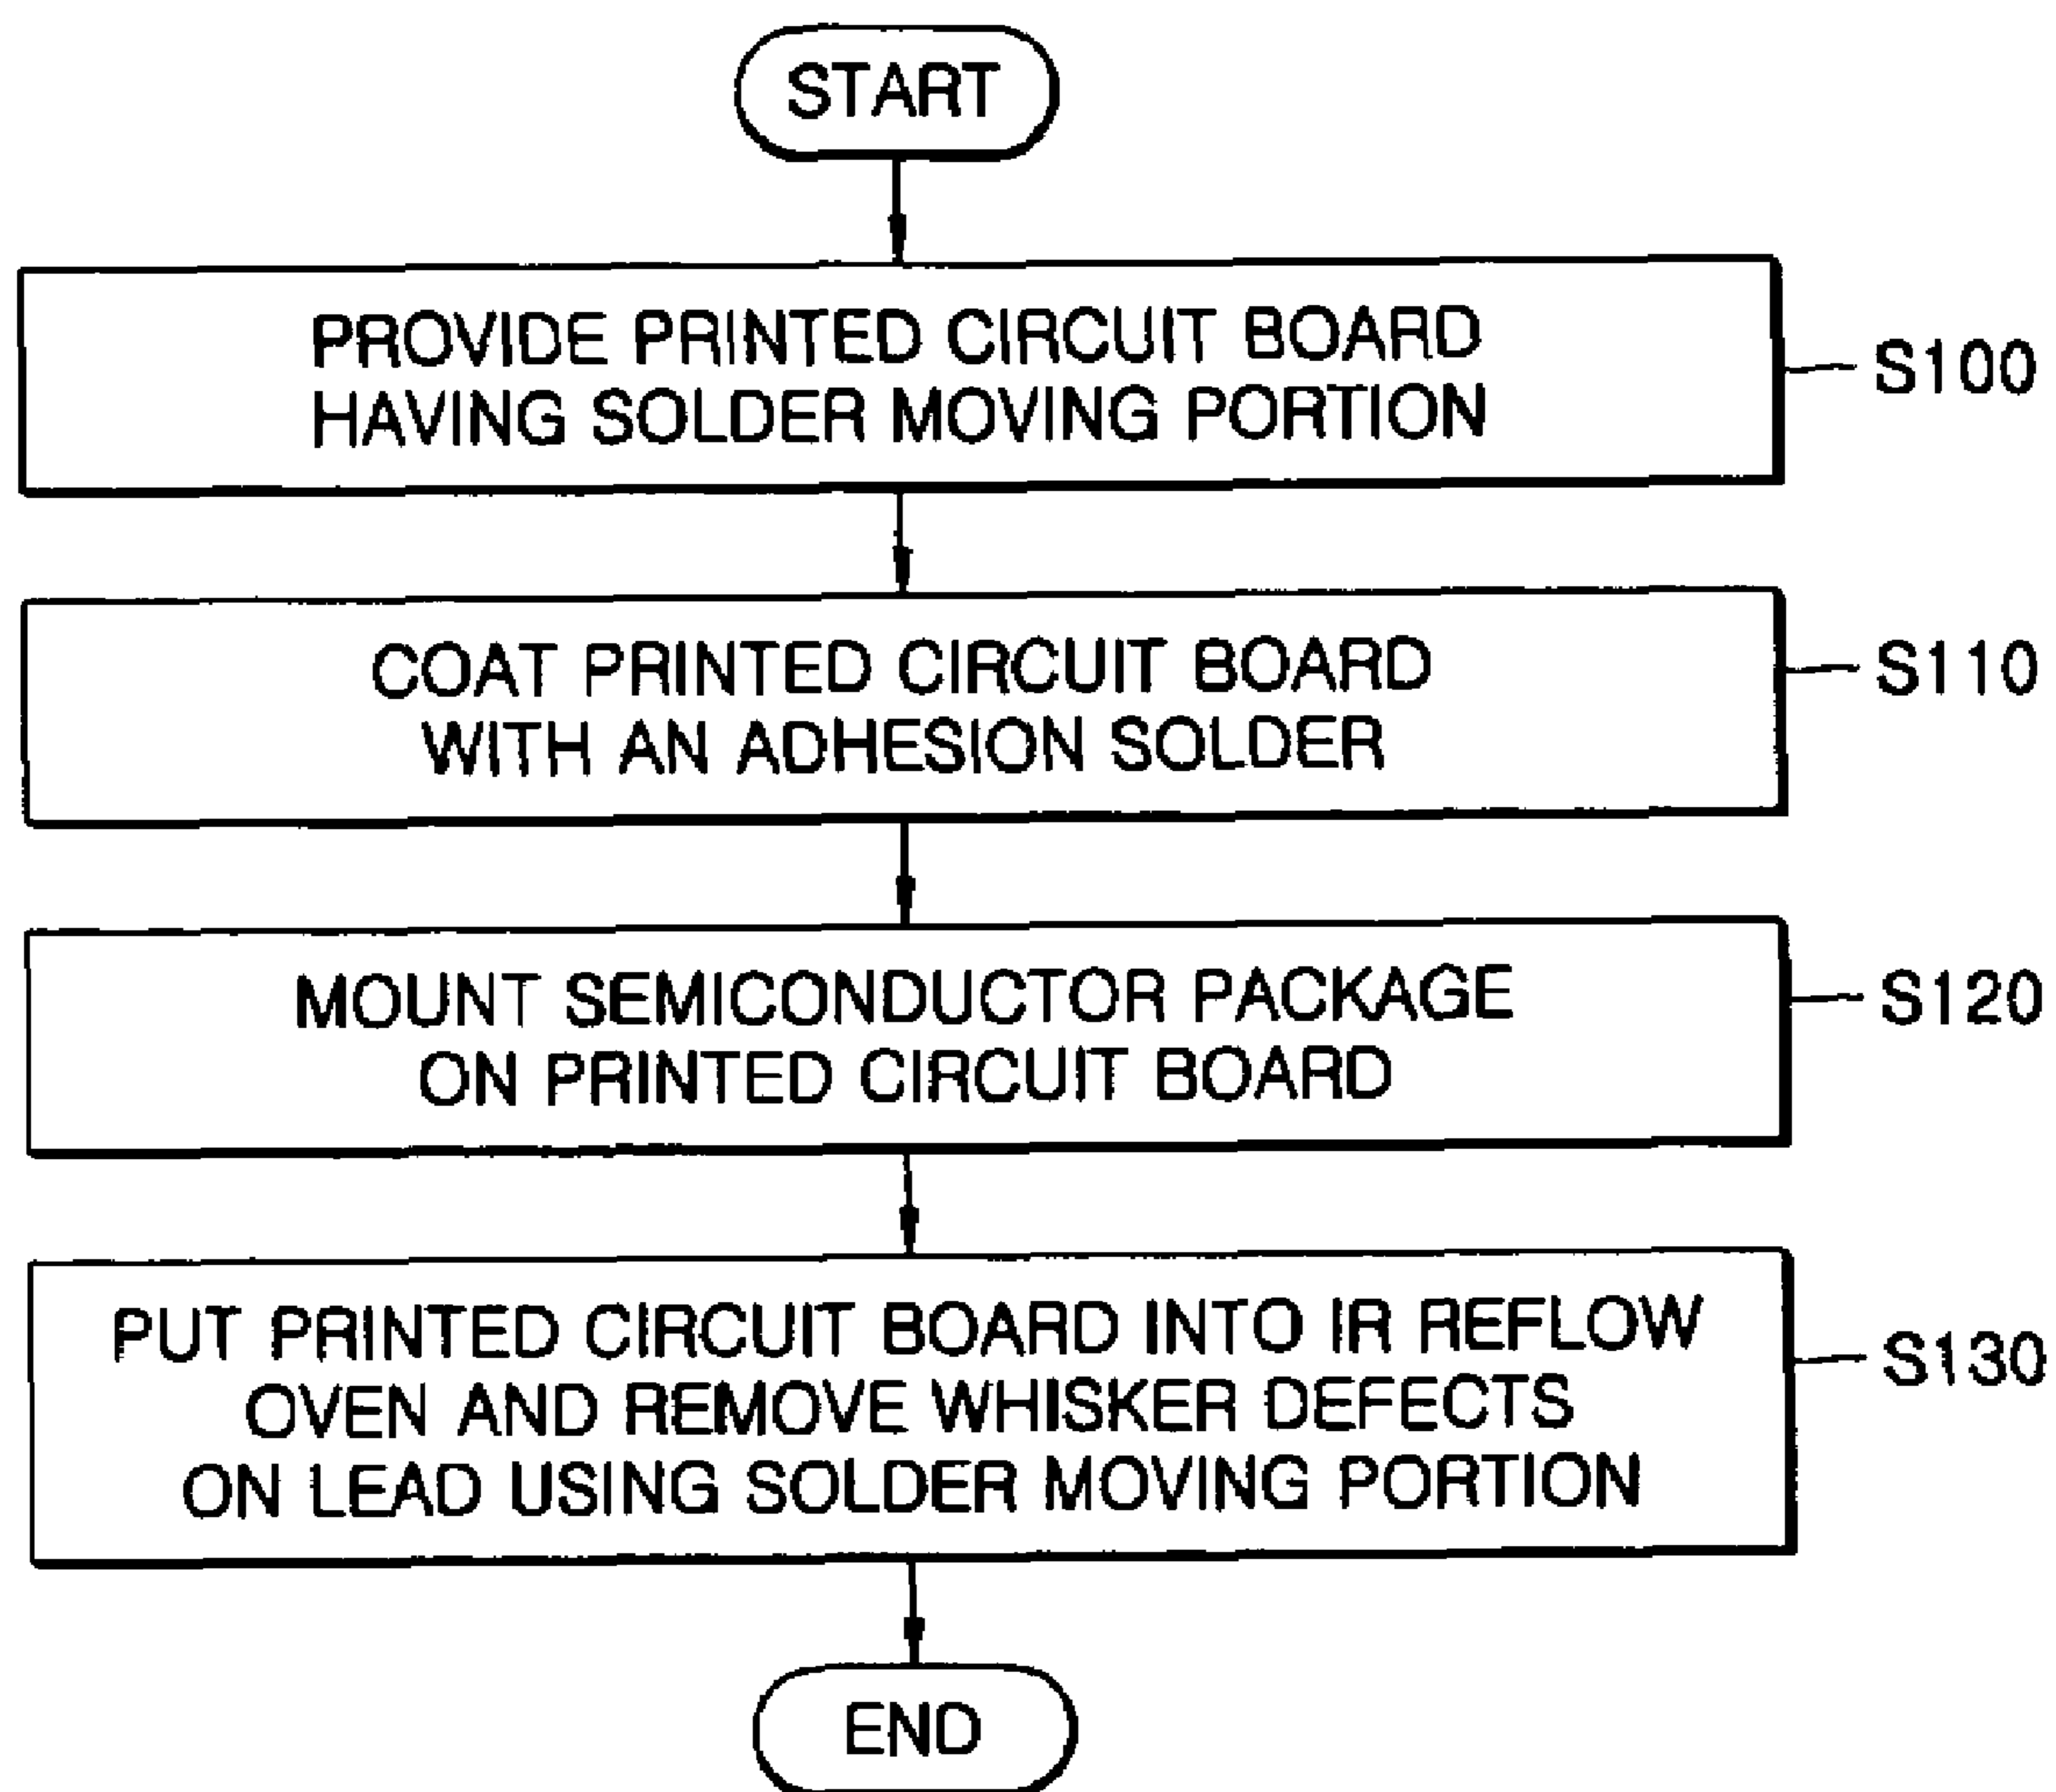 START
PROVIDE PRINTED CIRCUIT BOARD
HAVING SOLDER MOVING PORTION
S100
COAT PRINTED CIRCUIT BOARD
WITH AN ADHESION SOLDER
S110
MOUNT SEMICONDUCTOR PACKAGE
ON PRINTED CIRCUIT BOARD
S120
PUT PRINTED CIRCUIT BOARD INTO IR REFLOW
OVEN AND REMOVE WHISKER DEFECTS
ON LEAD USING SOLDER MOVING PORTION
S130
END